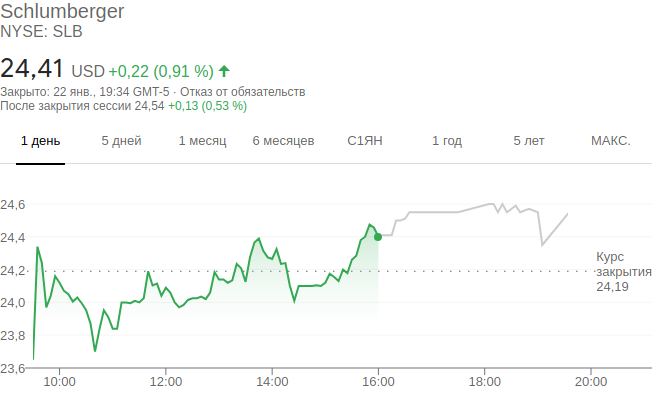 Schlumberger
NYSE: SLB
24,41 USD +0,22 (0,91 %)
Закрыто: 22 янв., 19:34 GMT-5 · Отказ от обязательств
После закрытия сессии 24,54 +0,13 (0,53 %)
1 день 5 дней 1 месяц 6 месяцев С1ЯН 1 год 5 лет МАКС.
24,6
24,4
24,2
24,0
23,8
23,6
Курс
закрытия
24,19
10:00 12:00 14:00 16:00 18:00 20:00